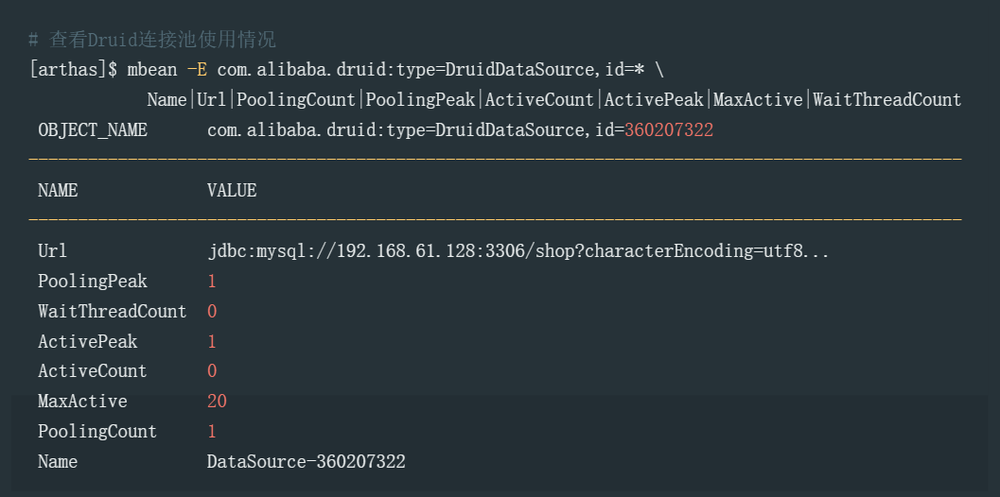 # 查看Druid连接池使用情况
[arthas]$ mbean -E com.alibaba.druid:type=DruidDataSource,id=* \
Name|Url|PoolingCount|PoolingPeak|ActiveCount|ActivePeak|MaxActive|WaitThreadCount
OBJECT_NAME com.alibaba.druid:type=DruidDataSource,id=360207322
----------------------------------------------------------------------------------------------
NAME VALUE
----------------------------------------------------------------------------------------------
Url jdbc:mysql://192.168.61.128:3306/shop?characterEncoding=utf8...
PoolingPeak 1
WaitThreadCount 0
ActivePeak 1
ActiveCount 0
MaxActive 20
PoolingCount 1
Name DataSource-360207322